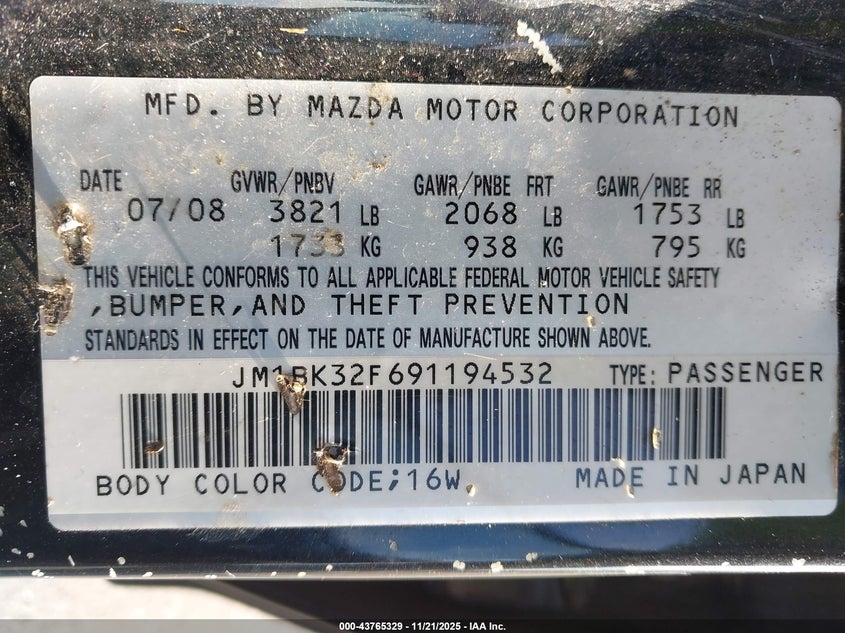 MFD. BY MAZDA MOTOR CORPORATION
DATE GVWR/PNBV GAWR/PNBE FRT GAWR/PNBE RR
07/08 3821 LB 2068 LB 1753 LB
1733 KG 938 KG 795 KG
THIS VEHICLE CONFORMS TO ALL APPLICABLE FEDERAL MOTOR VEHICLE SAFETY
,BUMPER,AND THEFT PREVENTION
STANDARDS IN EFFECT ON THE DATE OF MANUFACTURE SHOWN ABOVE.
JM1BK32F691194532 TYPE: PASSENGER
BODY COLOR CODE;16W MADE IN JAPAN
000-43765329 - 11/21/2025 - IAA Inc.